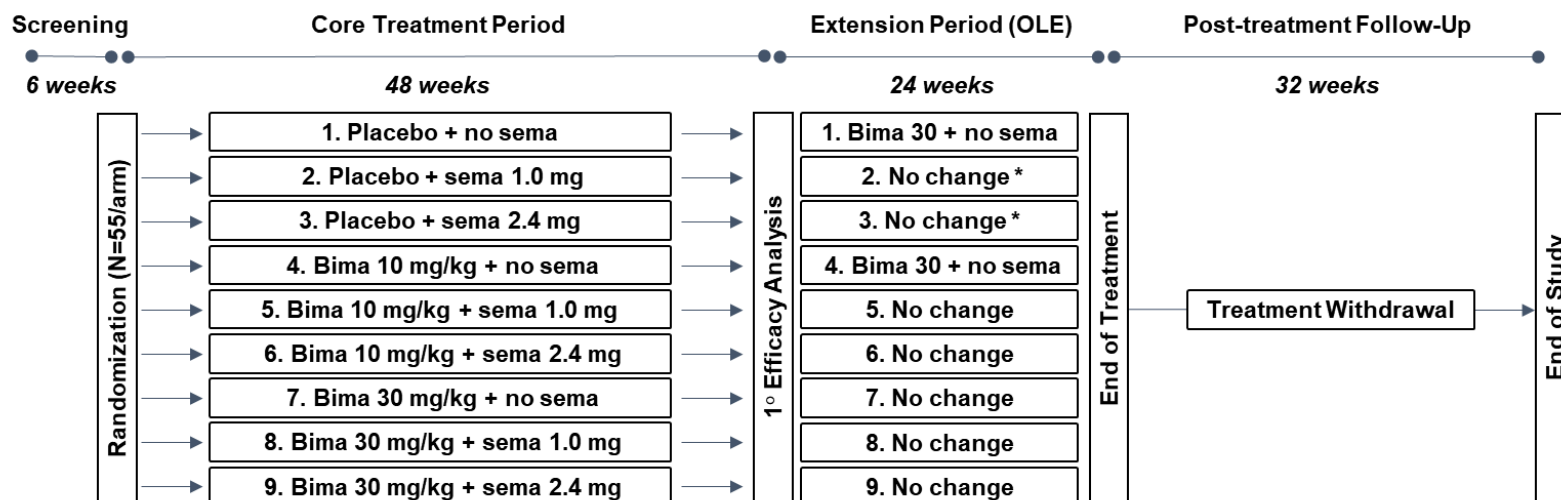 Screening
Core Treatment Period
Extension Period (OLE)
Post-treatment Follow-Up
6 weeks
48 weeks
24 weeks
32 weeks
Randomization (N=55/arm)
1. Placebo + no sema
2. Placebo + sema 1.0 mg
3. Placebo + sema 2.4 mg
4. Bima 10 mg/kg + no sema
5. Bima 10 mg/kg + sema 1.0 mg
6. Bima 10 mg/kg + sema 2.4 mg
7. Bima 30 mg/kg + no sema
8. Bima 30 mg/kg + sema 1.0 mg
9. Bima 30 mg/kg + sema 2.4 mg
1º Efficacy Analysis
1. Bima 30 + no sema
2. No change *
3. No change *
4. Bima 30 + no sema
5. No change
6. No change
7. No change
8. No change
9. No change
End of Treatment
Treatment Withdrawal
End of Study